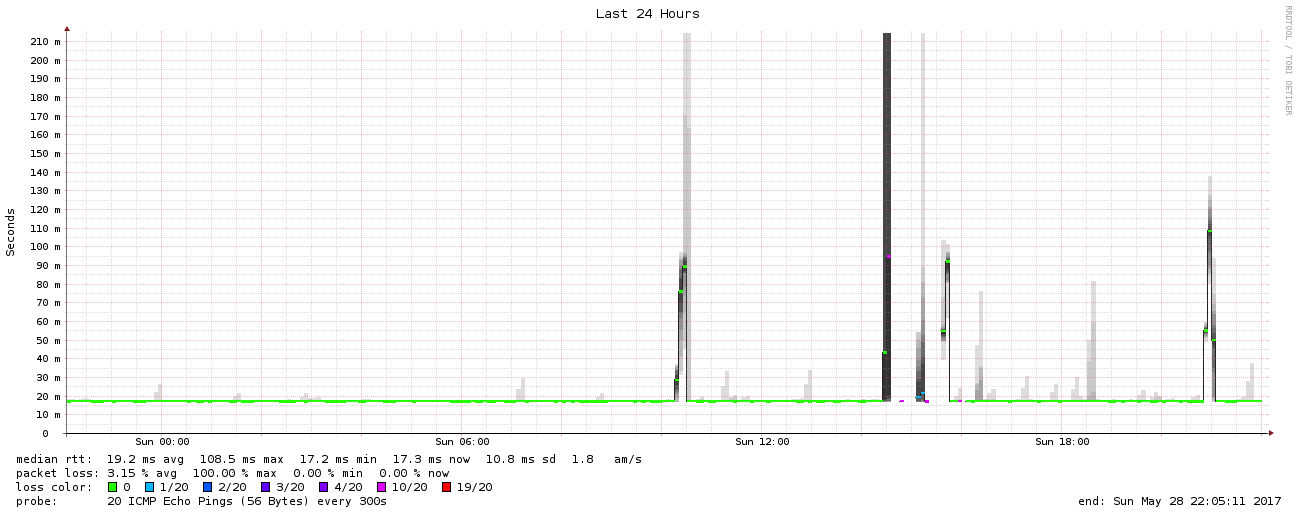 Last 24 Hours
RRDTOOL / TOBI OETIKER
Seconds
210 m
200 m
190 m
180 m
170 m
160 m
150 m
140 m
130 m
120 m
110 m
100 m
90 m
80 m
70 m
60 m
50 m
40 m
30 m
20 m
10 m
0
Sun 00:00 Sun 06:00 Sun 12:00 Sun 18:00
median rtt: 19.2 ms avg 108.5 ms max 17.2 ms min 17.3 ms now 10.8 ms sd 1.8 am/s
packet loss: 3.15 % avg 100.00 % max 0.00 % min 0.00 % now
loss color: 0 1/20 2/20 3/20 4/20 10/20 19/20
probe: 20 ICMP Echo Pings (56 Bytes) every 300s end: Sun May 28 22:05:11 2017